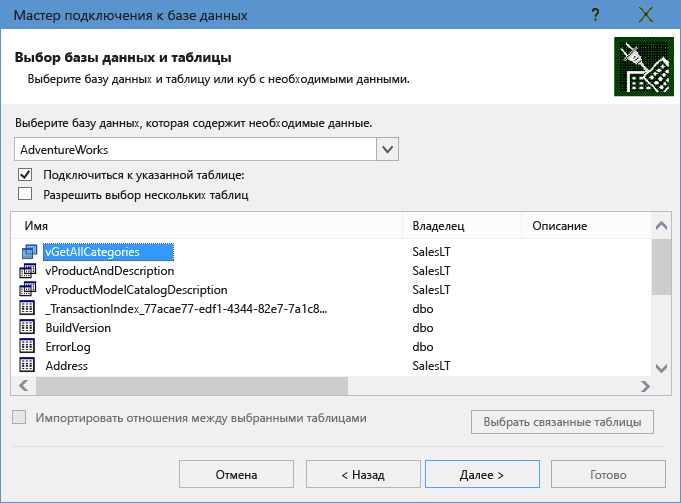 Мастер подключения к базе данных
?
Выбор базы данных и таблицы
Выберите базу данных и таблицу или куб с необходимыми данными.
Выберите базу данных, которая содержит необходимые данные.
AdventureWorks
Подключиться к указанной таблице:
Разрешить выбор нескольких таблиц
Имя Владелец Описание
vGetAllCategories SalesLT
vProductAndDescription SalesLT
vProductModelCatalogDescription SalesLT
_TransactionIndex_77acae77-edf1-4344-82e7-7a1c8... dbo
BuildVersion dbo
ErrorLog dbo
Address SalesLT
Импортировать отношения между выбранными таблицами Выбрать связанные таблицы
Отмена < Назад Далее > Готово